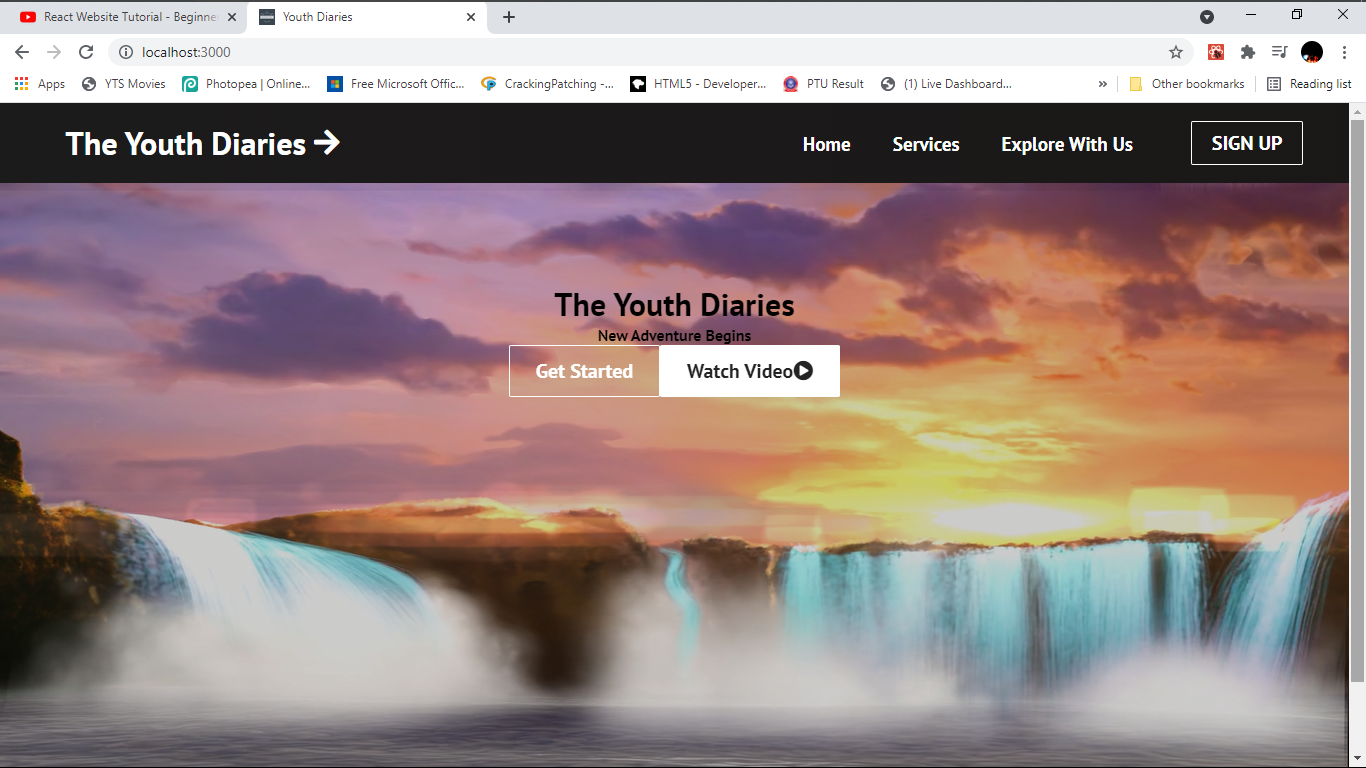 React Website Tutorial - Beginne
Youth Diaries
localhost:3000
Apps
YTS Movies
Photopea | Online...
Free Microsoft Offic...
CrackingPatching -...
HTML5 - Developer...
PTU Result
(1) Live Dashboard...
»
Other bookmarks
Reading list
The Youth Diaries →
Home
Services
Explore With Us
SIGN UP
The Youth Diaries
New Adventure Begins
Get Started
Watch Video